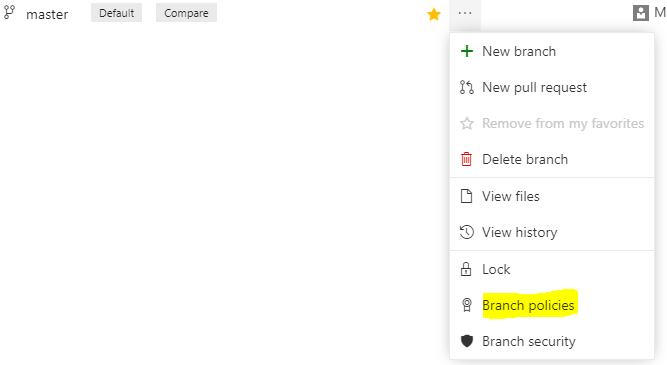 master Default Compare ... M
New branch
New pull request
Remove from my favorites
Delete branch
View files
View history
Lock
Branch policies
Branch security